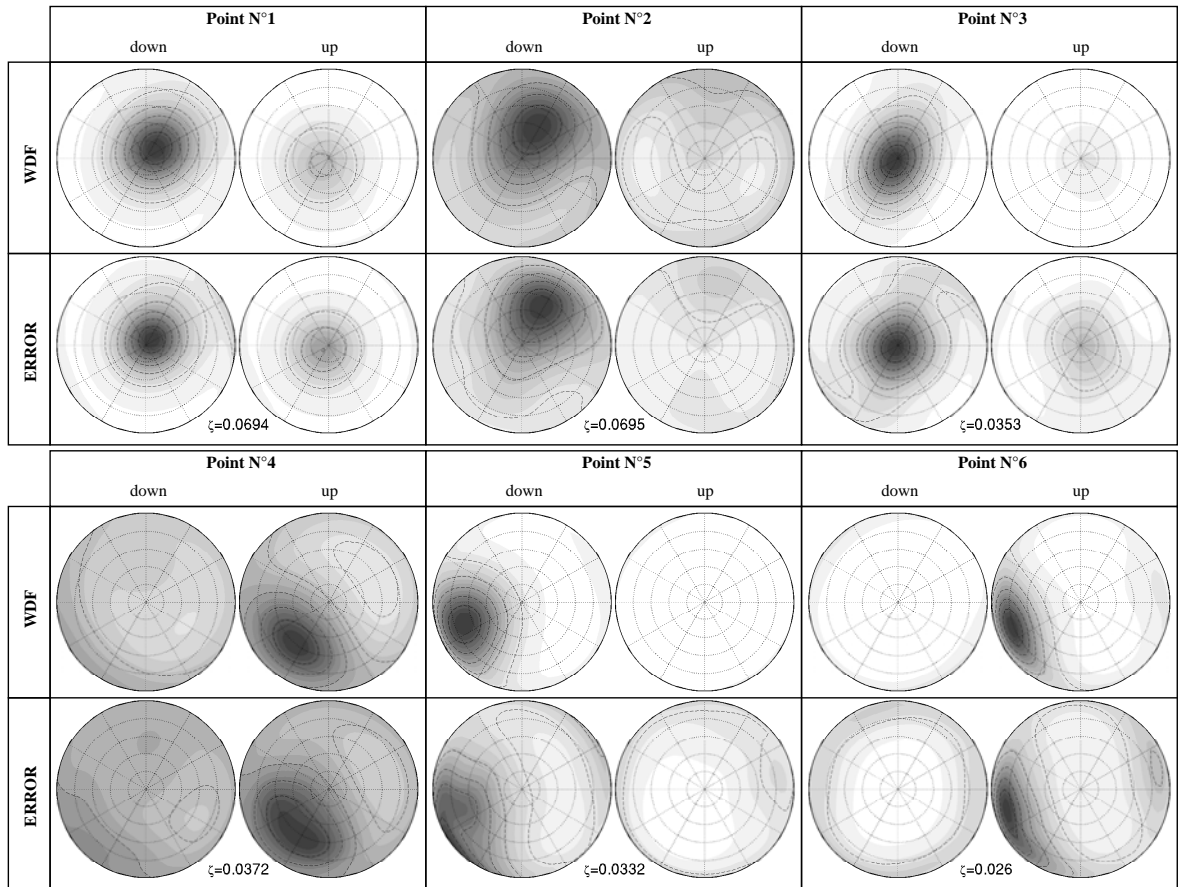 Point N°1 Point N°2 Point N°3
down up down up down up
WDF
ERROR
ζ=0.0694 ζ=0.0695 ζ=0.0353
Point N°4 Point N°5 Point N°6
down up down up down up
WDF
ERROR
ζ=0.0372 ζ=0.0332 ζ=0.026